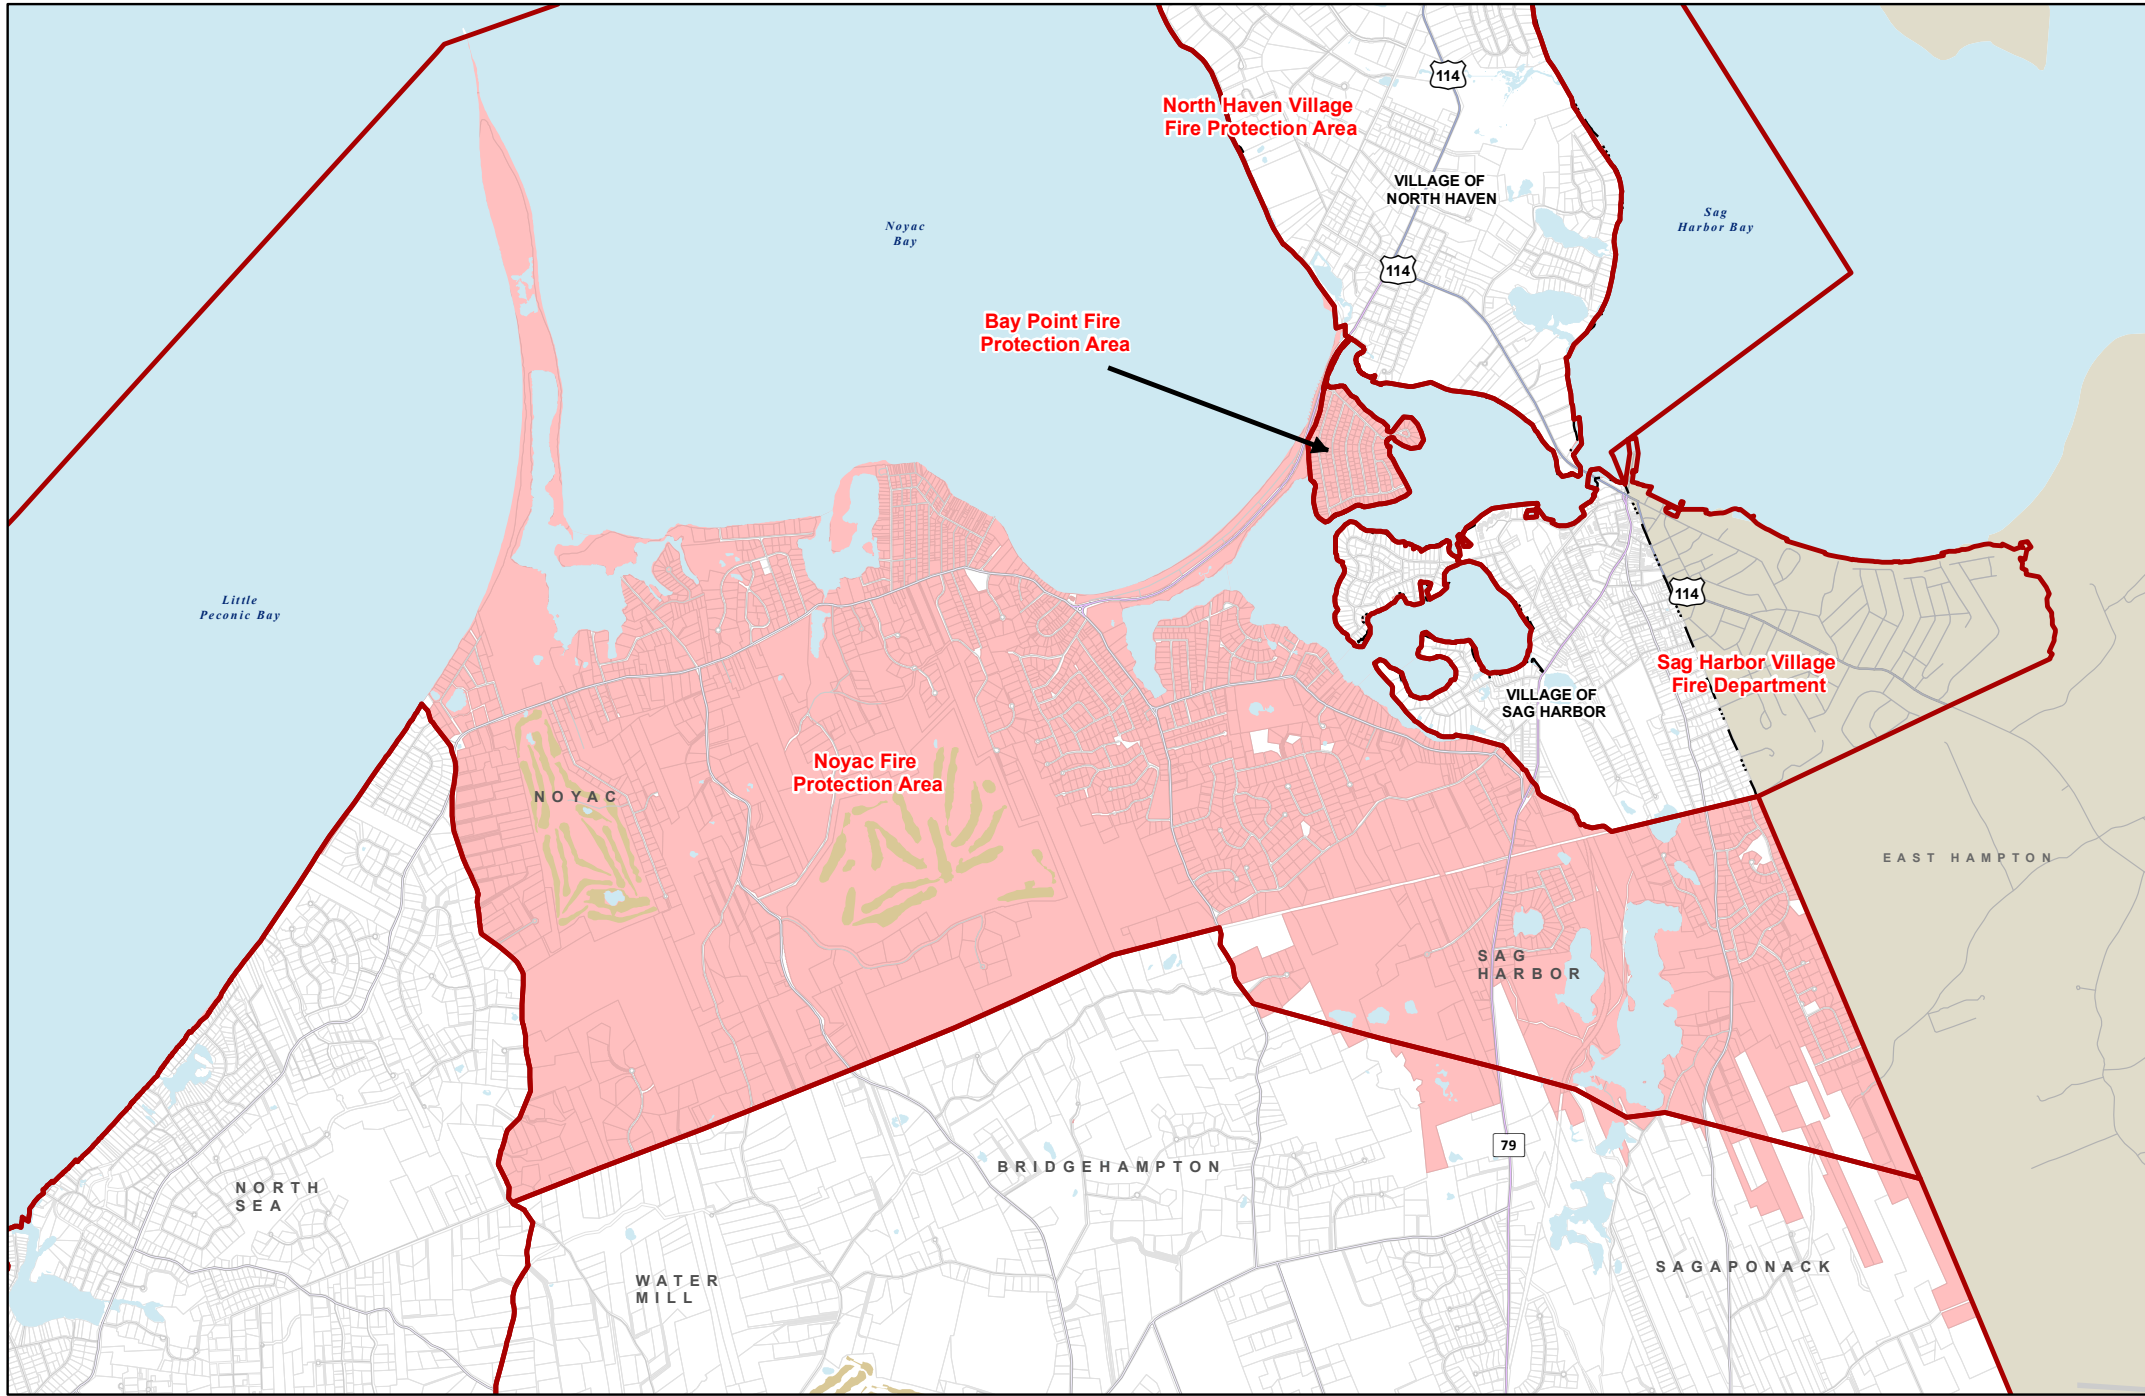 114
North Haven Village
Fire Protection Area
VILLAGE OF
NORTH HAVEN
Sag
Harbor Bay
Noyac
Bay
114
Bay Point Fire
Protection Area
114
Little
Peconic Bay
Sag Harbor Village
Fire Department
VILLAGE OF
SAG HARBOR
Noyac Fire
Protection Area
NOYAC
EAST HAMPTON
SAG
HARBOR
79
BRIDGEHAMPTON
NORTH
SEA
SAGAPONACK
WATER
MILL